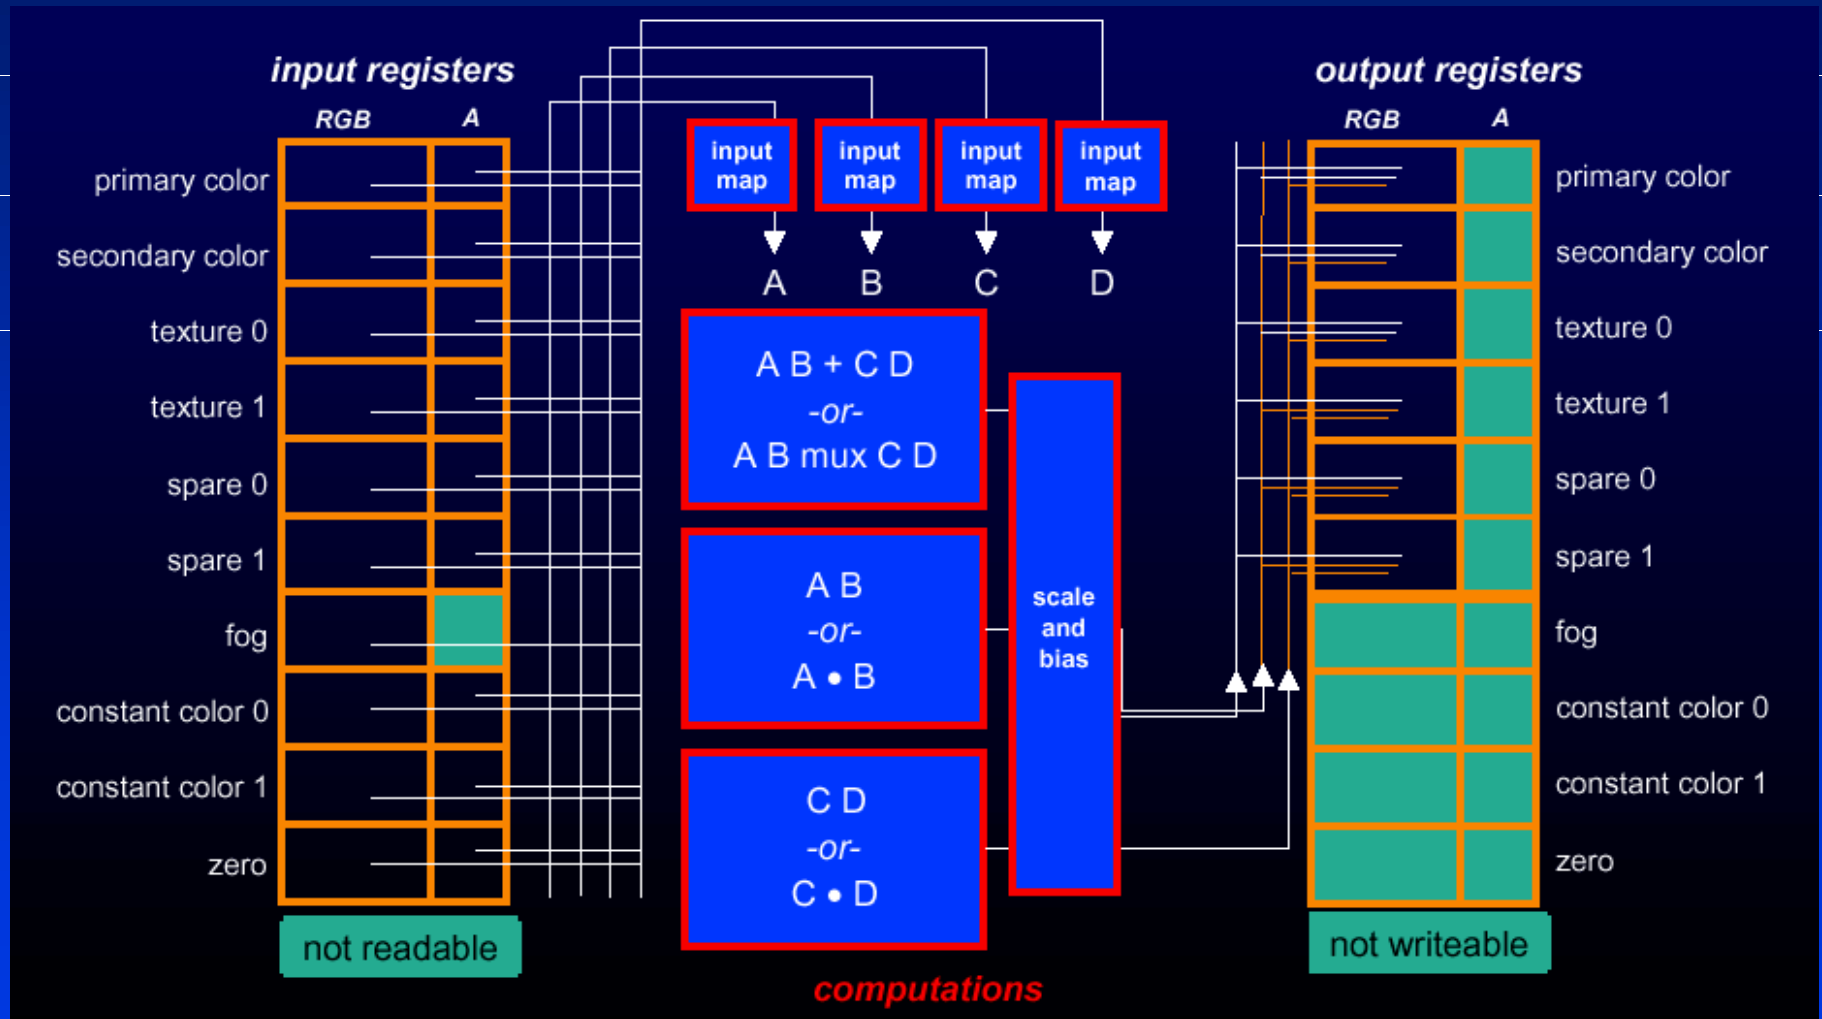 input registers
RGB A
primary color
secondary color
texture 0
texture 1
spare 0
spare 1
fog
constant color 0
constant color 1
zero
not readable
input
map
input
map
input
map
input
map
A B C D
A B + C D
-or-
A B mux C D
A B
-or-
A • B
C D
-or-
C • D
scale
and
bias
computations
output registers
RGB A
primary color
secondary color
texture 0
texture 1
spare 0
spare 1
fog
constant color 0
constant color 1
zero
not writeable